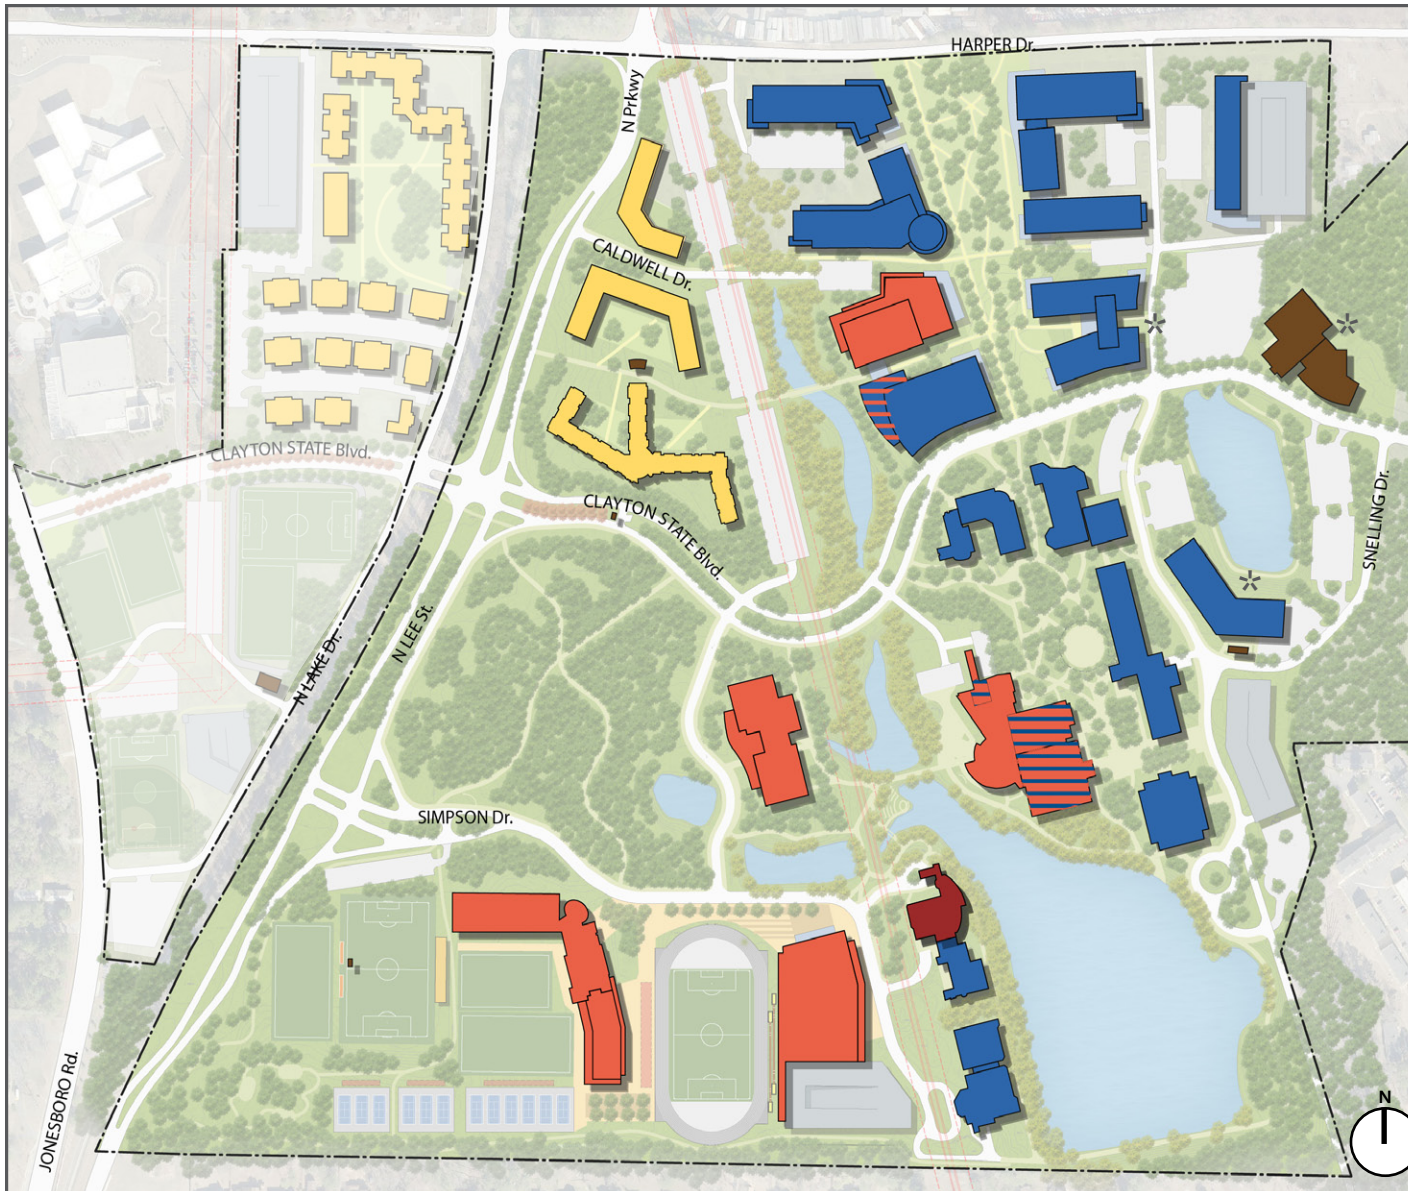 HARPER Dr.
N Prkwy
CALDWELL Dr.
CLAYTON STATE Blvd.
CLAYTON STATE Blvd.
SNELLING Dr.
N LEE St.
N LAKE Dr.
SIMPSON Dr.
JONESBORO Rd.
N